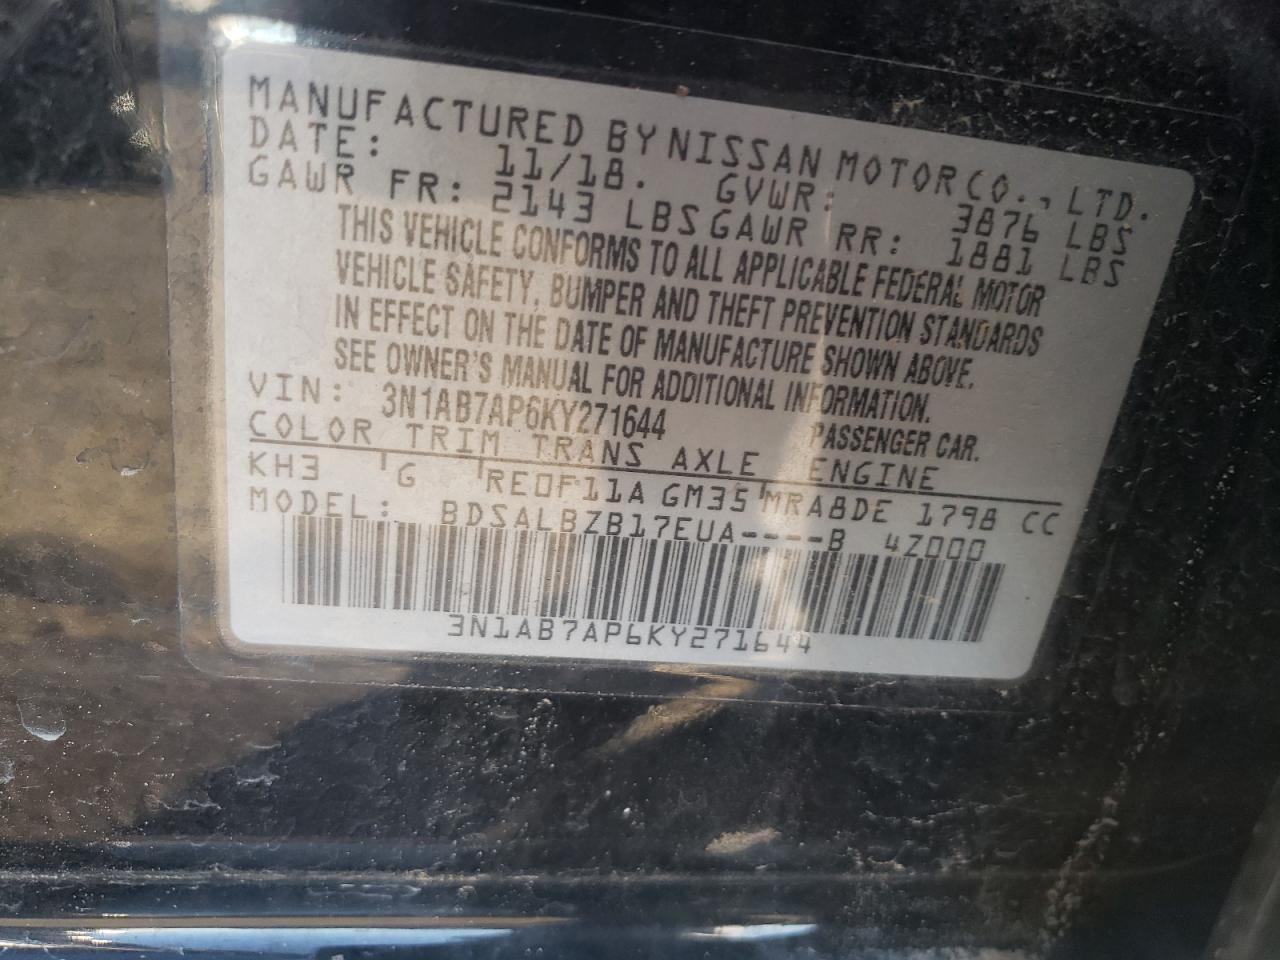 MANUFACTURED BY NISSAN MOTOR CO., LTD.
DATE: 11/18. GVWR: 3876 LBS
GAWR FR: 2143 LBS GAWR RR: 1881 LBS
THIS VEHICLE CONFORMS TO ALL APPLICABLE FEDERAL MOTOR
VEHICLE SAFETY, BUMPER AND THEFT PREVENTION STANDARDS
IN EFFECT ON THE DATE OF MANUFACTURE SHOWN ABOVE.
SEE OWNER'S MANUAL FOR ADDITIONAL INFORMATION.
VIN: 3N1AB7AP6KY271644 PASSENGER CAR.
COLOR TRIM TRANS AXLE ENGINE
KH3 G RE0F11A GM35 MRA8DE 1798 CC
MODEL: BDSALBZB17EUA----B 4Z000
3N1AB7AP6KY271644